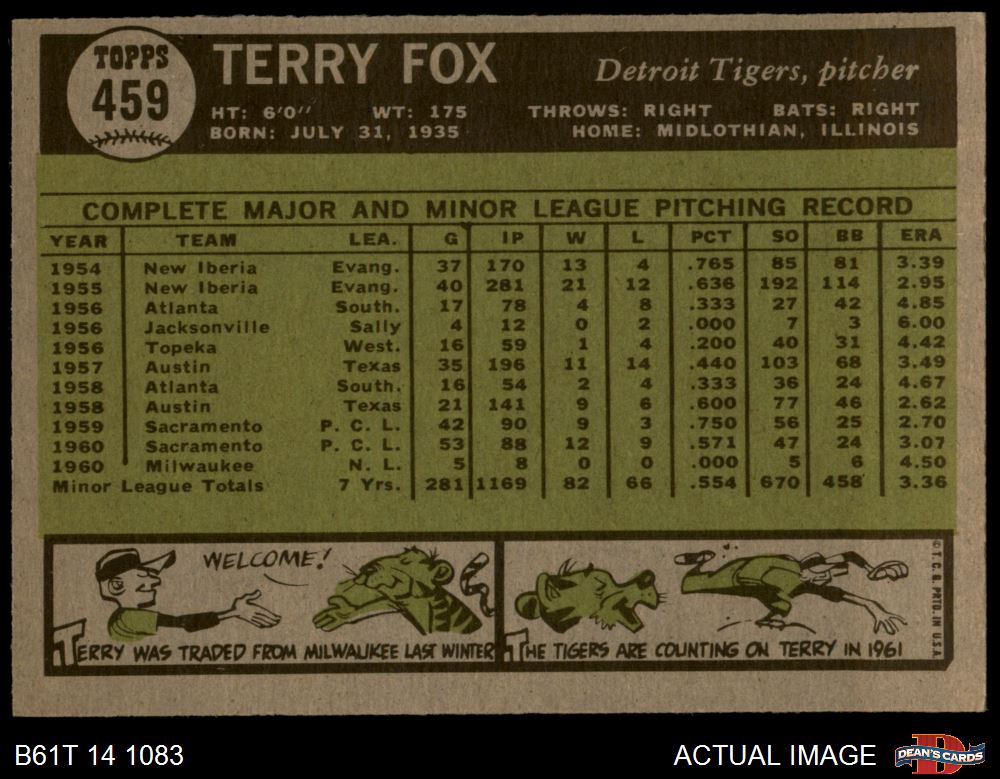 TOPPS
459
TERRY FOX
Detroit Tigers, pitcher
HT: 6'0" WT: 175 THROWS: RIGHT BATS: RIGHT
BORN: JULY 31, 1935 HOME: MIDLOTHIAN, ILLINOIS
COMPLETE MAJOR AND MINOR LEAGUE PITCHING RECORD
YEAR TEAM LEA. G IP W L PCT SO BB ERA
1954 New Iberia Evang. 37 170 13 4 .765 85 81 3.39
1955 New Iberia Evang. 40 281 21 12 .636 192 114 2.95
1956 Atlanta South. 17 78 4 8 .333 27 42 4.85
1956 Jacksonville Sally 4 12 0 2 .000 7 3 6.00
1956 Topeka West. 16 59 1 4 .200 40 31 4.42
1957 Austin Texas 35 196 11 14 .440 103 68 3.49
1958 Atlanta South. 16 54 2 4 .333 36 24 4.67
1958 Austin Texas 21 141 9 6 .600 77 46 2.62
1959 Sacramento P. C. L. 42 90 9 3 .750 56 25 2.70
1960 Sacramento P. C. L. 53 88 12 9 .571 47 24 3.07
1960 Milwaukee N. L. 5 8 0 0 .000 5 6 4.50
Minor League Totals 7 Yrs. 281 1169 82 66 .554 670 458 3.36
WELCOME!
TERRY WAS TRADED FROM MILWAUKEE LAST WINTER
THE TIGERS ARE COUNTING ON TERRY IN 1961
© T. C. G. PRTD. IN U.S.A.
B61T 14 1083
ACTUAL IMAGE
DEAN'S CARDS